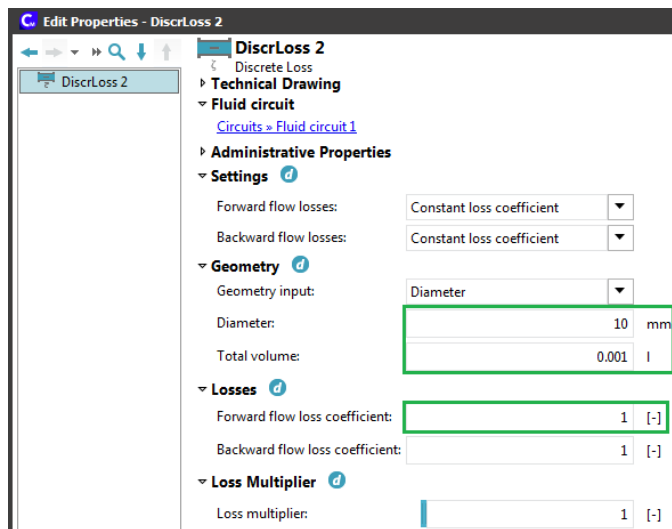 Edit Properties - DiscrLoss 2
DiscrLoss 2
DiscrLoss 2
Discrete Loss
Technical Drawing
Fluid circuit
Circuits » Fluid circuit 1
Administrative Properties
Settings d
Forward flow losses: Constant loss coefficient
Backward flow losses: Constant loss coefficient
Geometry d
Geometry input: Diameter
Diameter: 10 mm
Total volume: 0.001 l
Losses d
Forward flow loss coefficient: 1 [-]
Backward flow loss coefficient: 1 [-]
Loss Multiplier d
Loss multiplier: 1 [-]